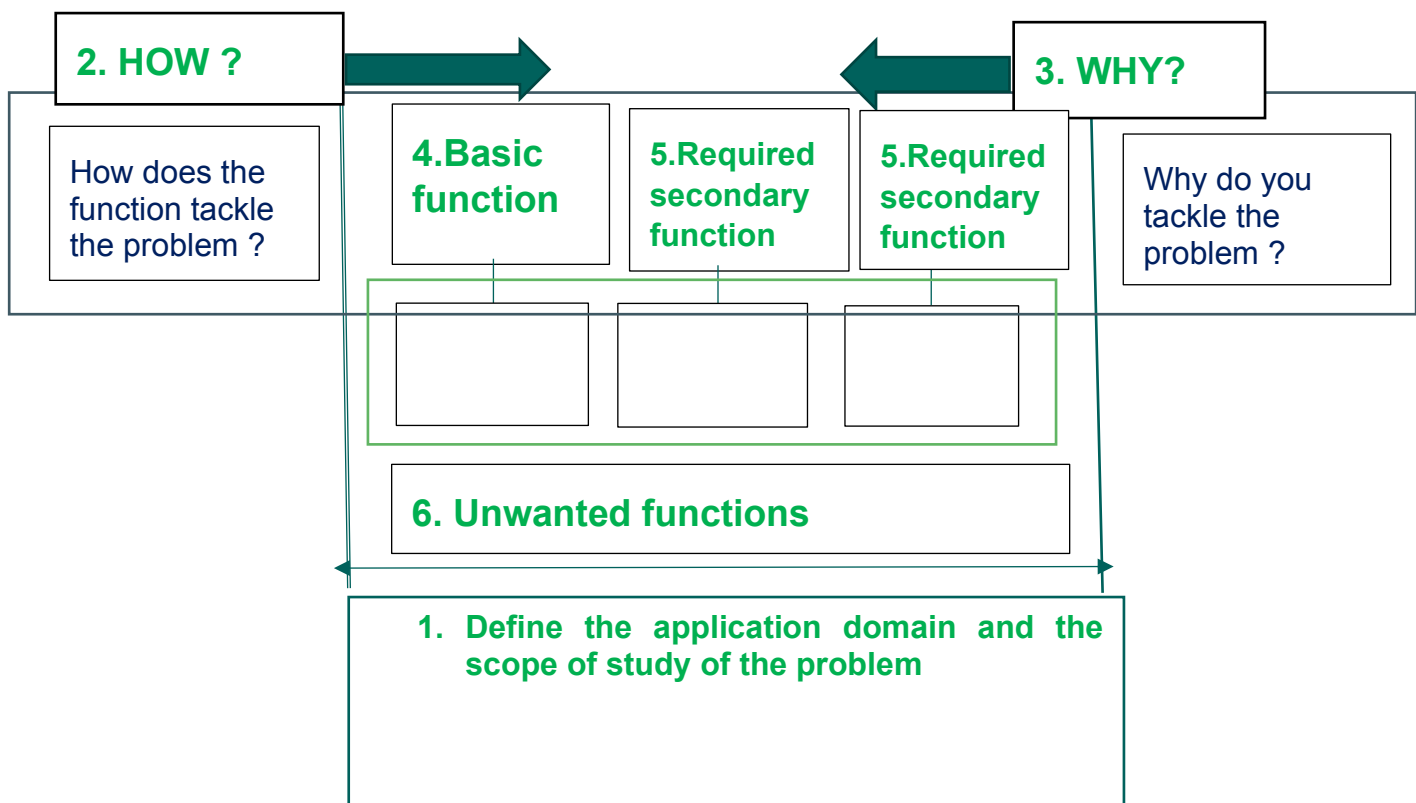 2. HOW ?
3. WHY?
How does the
function tackle
the problem ?
4.Basic
function
5.Required
secondary
function
5.Required
secondary
function
Why do you
tackle the
problem ?
6. Unwanted functions
1. Define the application domain and the
scope of study of the problem